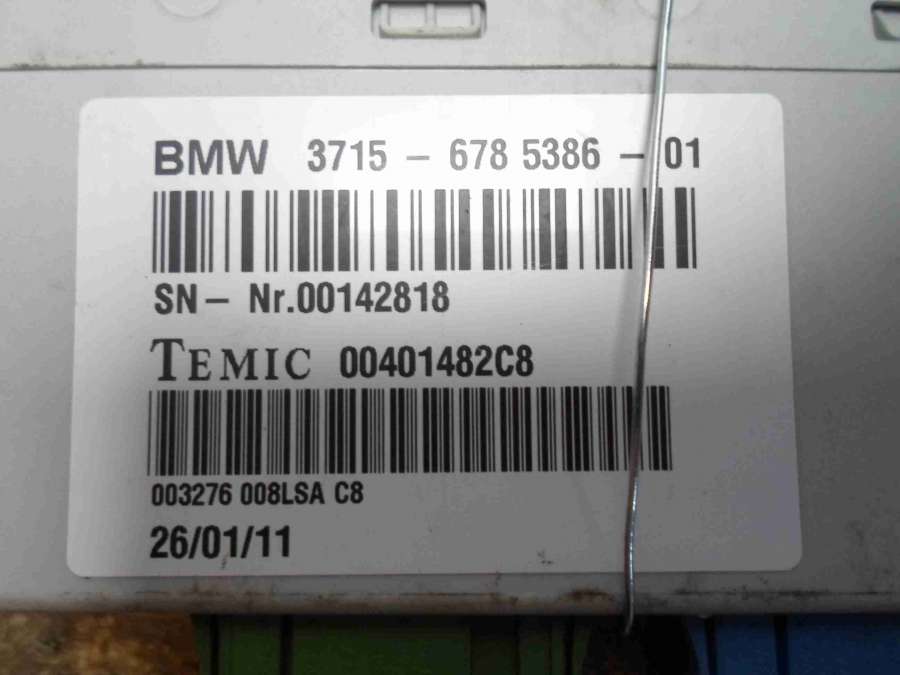 BMW 3715 - 678 5386 - 01
SN - Nr.00142818
TEMIC 00401482C8
003276 008LSA C8
26/01/11